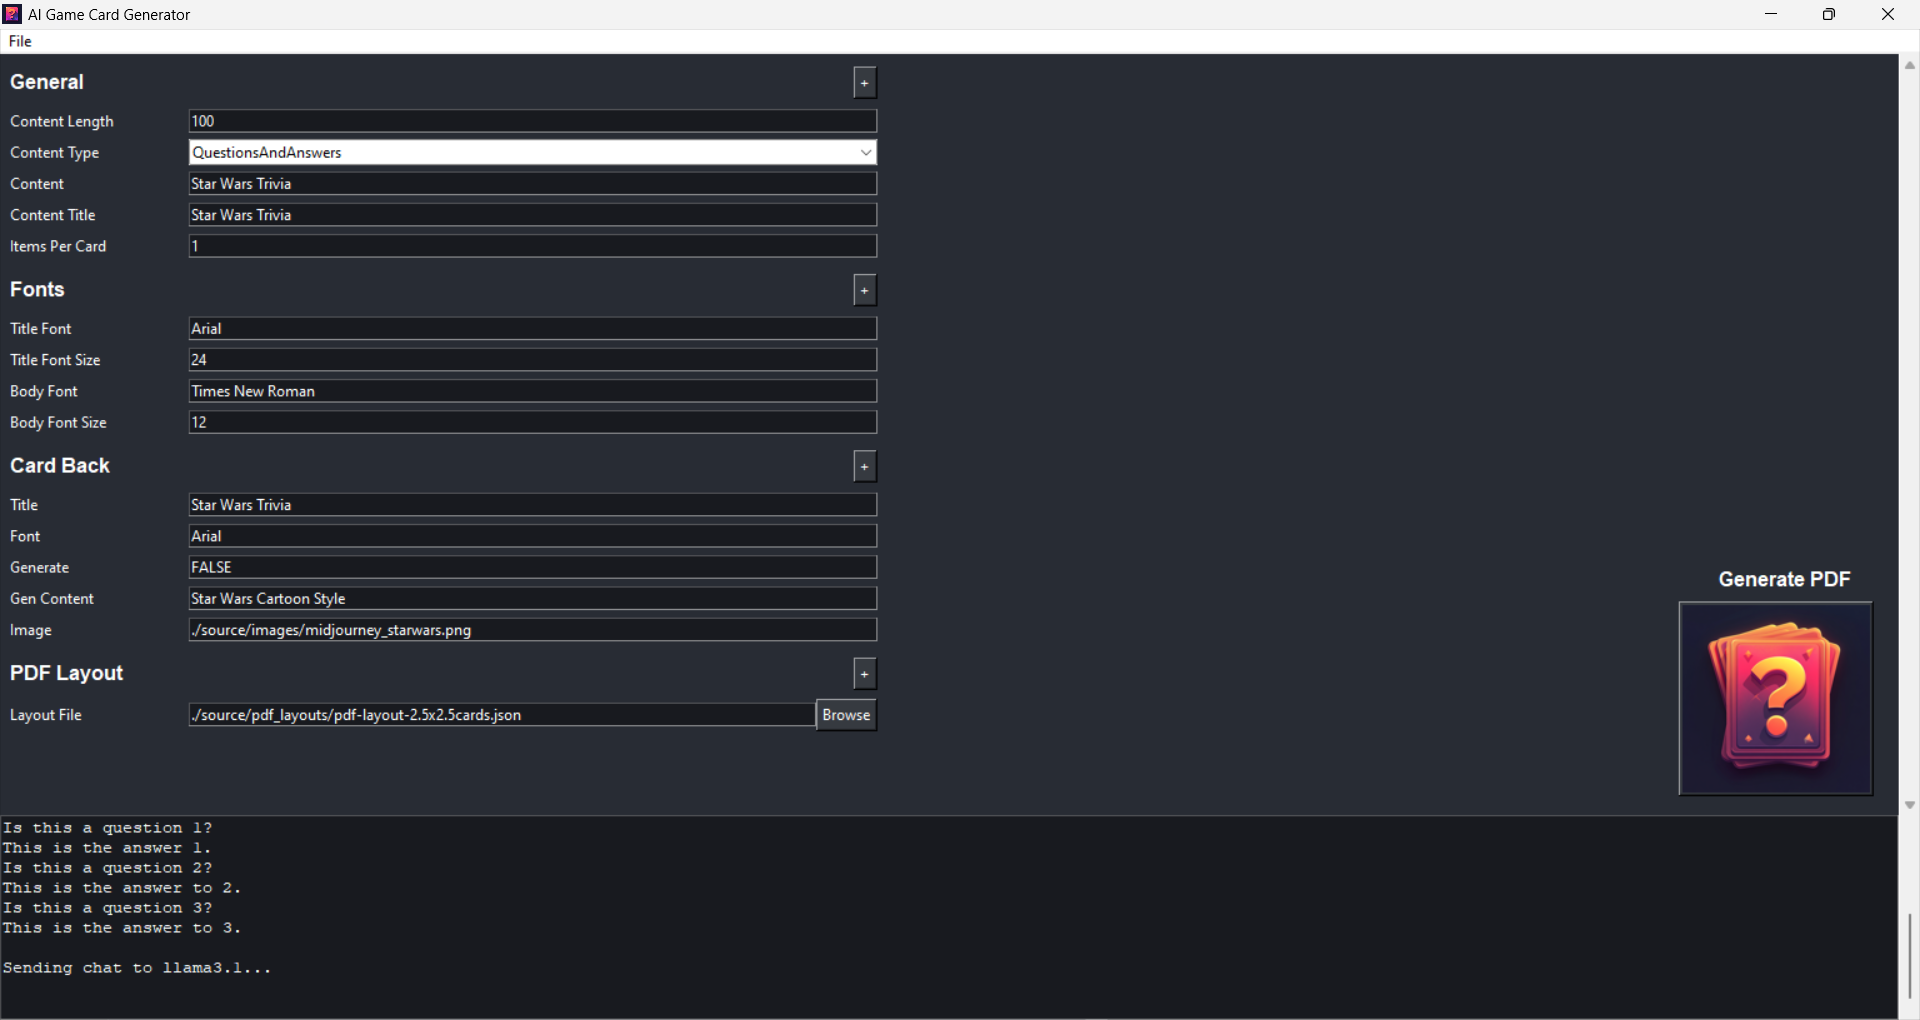 AI Game Card Generator
File
General +
Content Length 100
Content Type QuestionsAndAnswers
Content Star Wars Trivia
Content Title Star Wars Trivia
Items Per Card 1
Fonts +
Title Font Arial
Title Font Size 24
Body Font Times New Roman
Body Font Size 12
Card Back +
Title Star Wars Trivia
Font Arial
Generate FALSE
Gen Content Star Wars Cartoon Style
Image ./source/images/midjourney_starwars.png
PDF Layout +
Layout File ./source/pdf_layouts/pdf-layout-2.5x2.5cards.json Browse
Generate PDF
?
Is this a question 1?
This is the answer 1.
Is this a question 2?
This is the answer to 2.
Is this a question 3?
This is the answer to 3.
Sending chat to llama3.1...